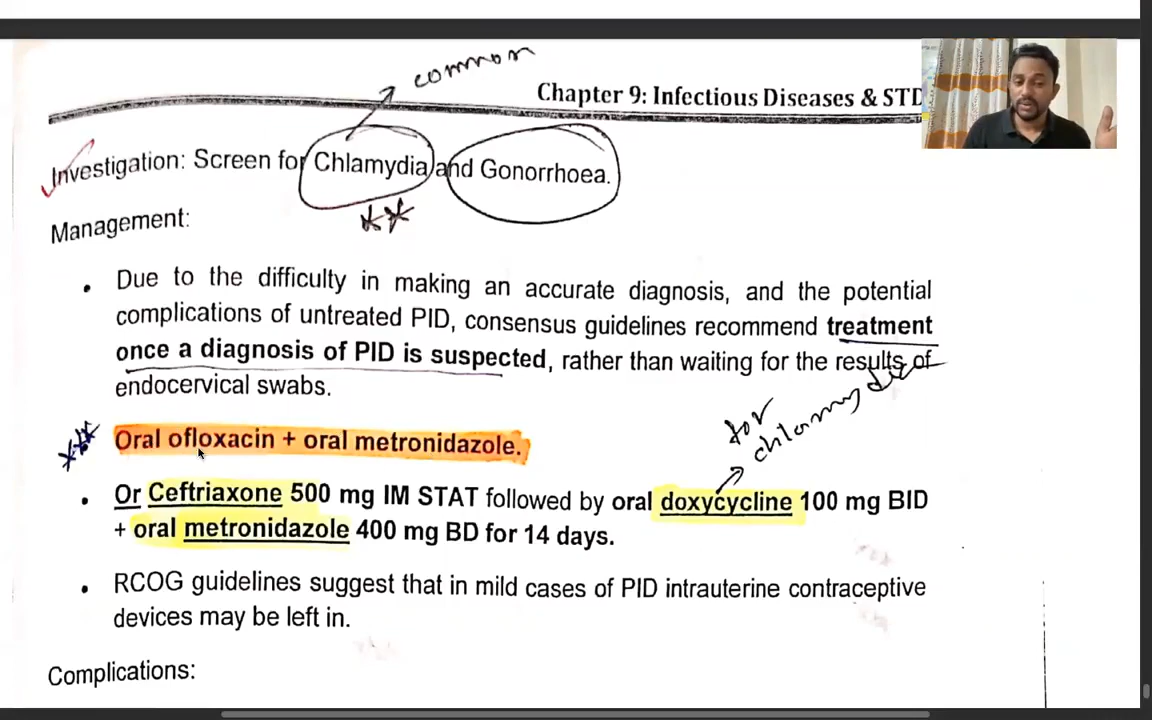 common
Chapter 9: Infectious Diseases & STD
Investigation: Screen for Chlamydia and Gonorrhoea.
Management:
• Due to the difficulty in making an accurate diagnosis, and the potential
complications of untreated PID, consensus guidelines recommend treatment
once a diagnosis of PID is suspected, rather than waiting for the results of
endocervical swabs.
for
Oral ofloxacin + oral metronidazole.
• Or Ceftriaxone 500 mg IM STAT followed by oral doxycycline 100 mg BID
+ oral metronidazole 400 mg BD for 14 days.
• RCOG guidelines suggest that in mild cases of PID intrauterine contraceptive
devices may be left in.
Complications: